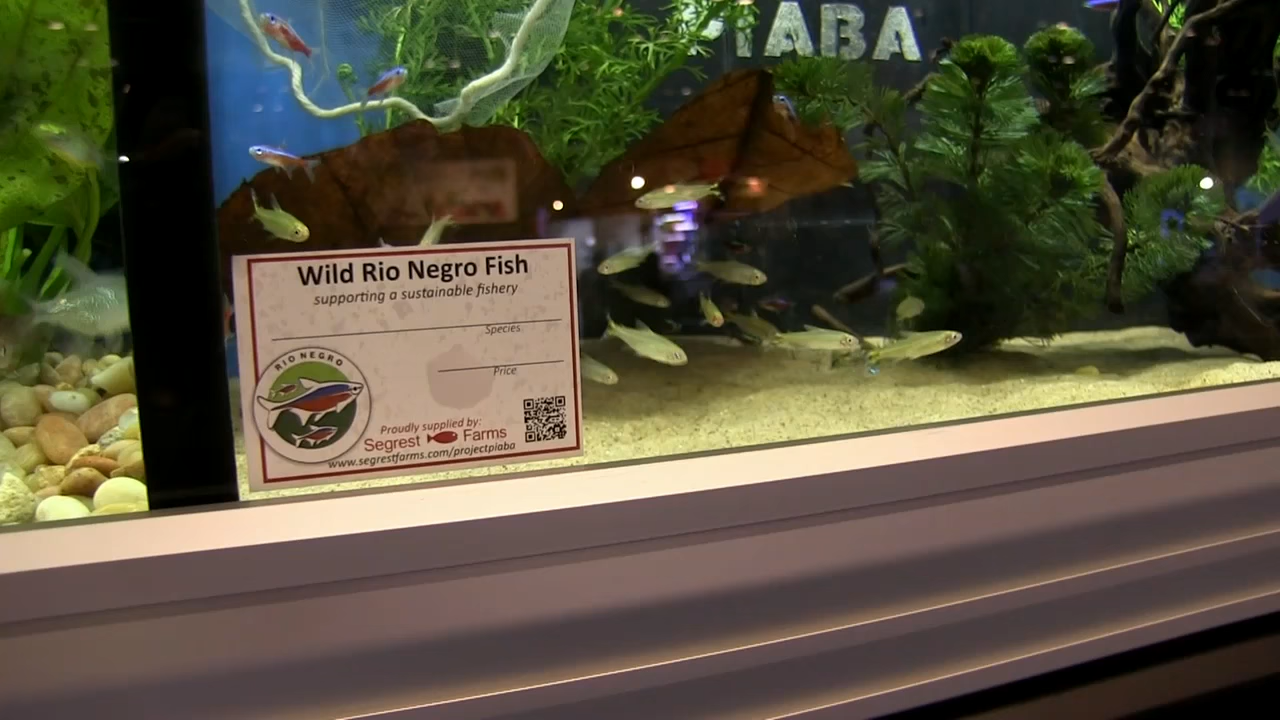 PIABA
Wild Rio Negro Fish
supporting a sustainable fishery
Species
Price
RIO NEGRO
Proudly supplied by:
Segrest Farms
www.segrestfarms.com/projectpiaba